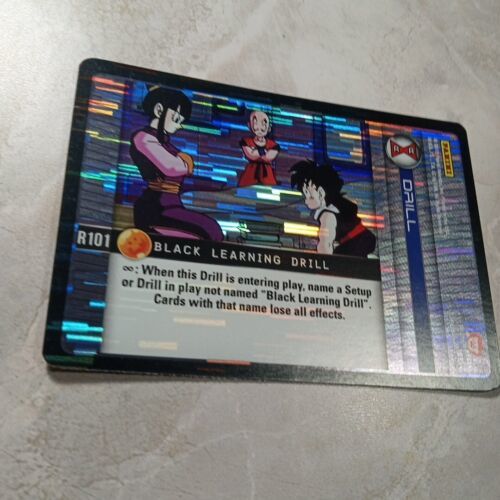 R101
BLACK LEARNING DRILL
∞: When this Drill is entering play, name a Setup
or Drill in play not named "Black Learning Drill".
Cards with that name lose all effects.
R R
DRILL
PANINI